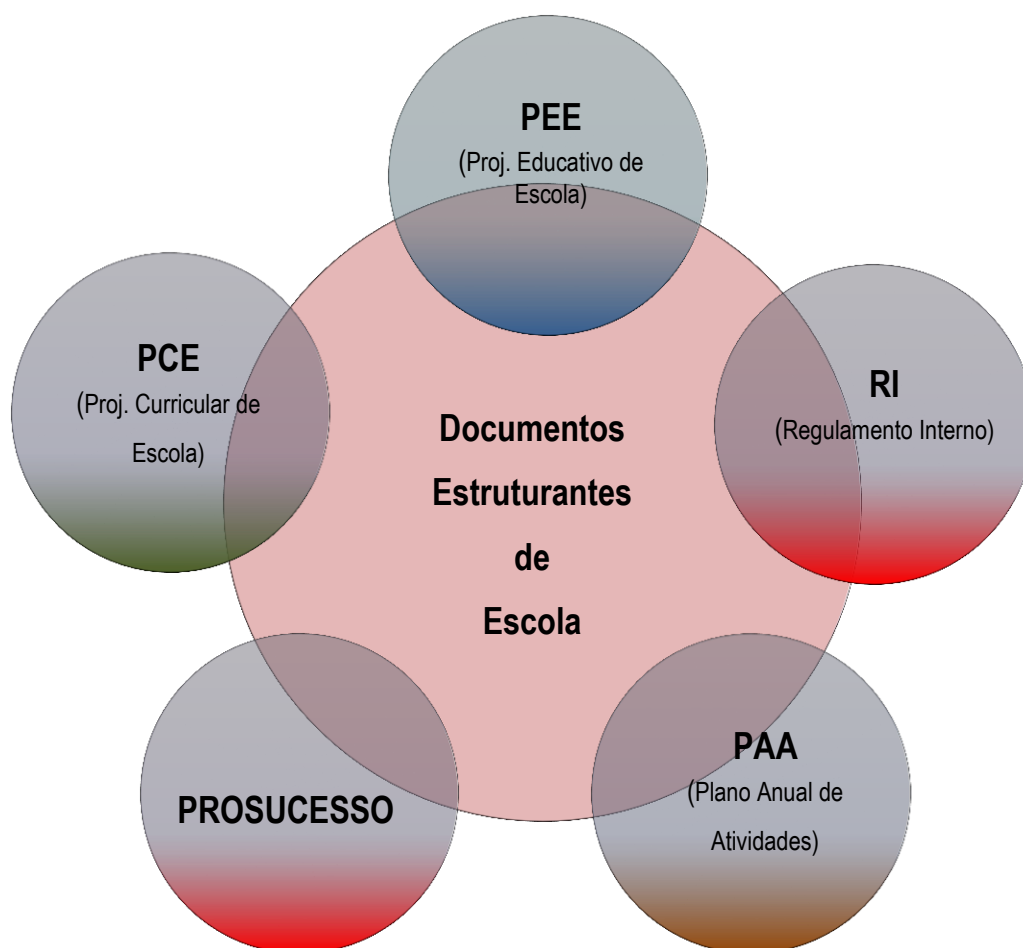 PEE
(Proj. Educativo de
Escola)
PCE
(Proj. Curricular de
Escola)
RI
(Regulamento Interno)
Documentos
Estruturantes
de
Escola
PROSUCESSO
PAA
(Plano Anual de
Atividades)